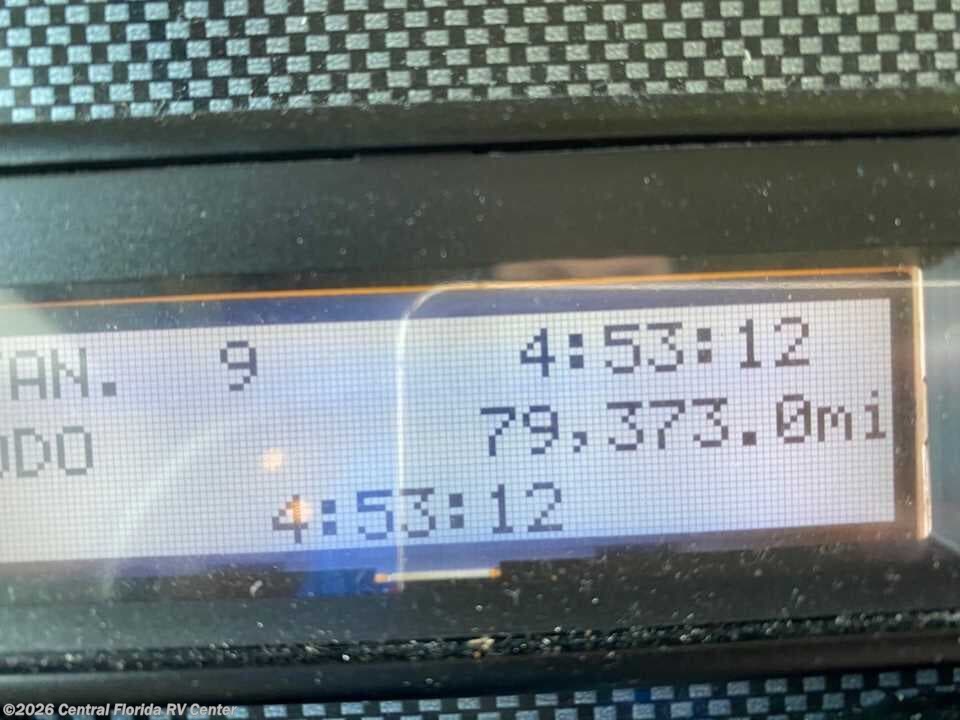 AN. 9 4:53:12
ODO 79,373.0mi
4:53:12
©2026 Central Florida RV Center